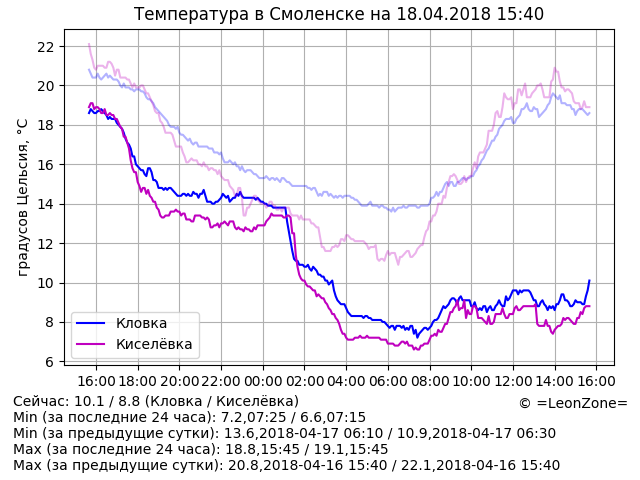 Температура в Смоленске на 18.04.2018 15:40
градусов Цельсия, °C
22
20
18
16
14
12
10
8
6
Кловка
Киселёвка
16:00 18:00 20:00 22:00 00:00 02:00 04:00 06:00 08:00 10:00 12:00 14:00 16:00
Сейчас: 10.1 / 8.8 (Кловка / Киселёвка)
© =LeonZone=
Min (за последние 24 часа): 7.2,07:25 / 6.6,07:15
Min (за предыдущие сутки): 13.6,2018-04-17 06:10 / 10.9,2018-04-17 06:30
Max (за последние 24 часа): 18.8,15:45 / 19.1,15:45
Max (за предыдущие сутки): 20.8,2018-04-16 15:40 / 22.1,2018-04-16 15:40